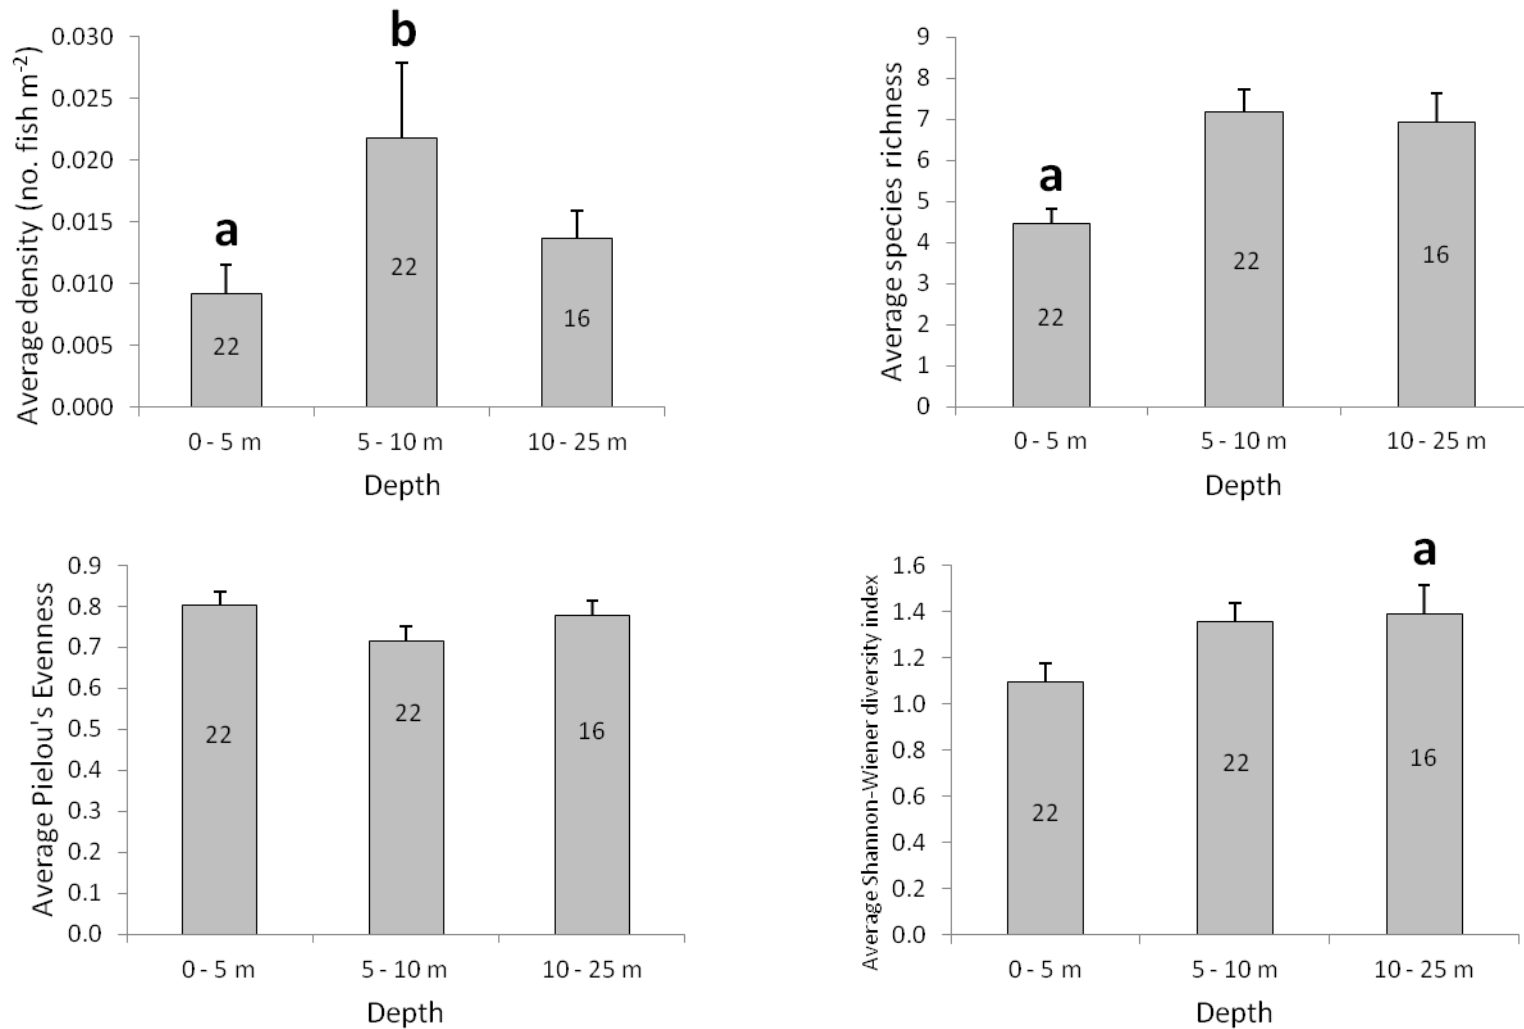 Average density (no. fish m-2)
0.030
0.025
0.020
0.015
0.010
0.005
0.000
a
b
22
22
16
0 - 5 m
5 - 10 m
10 - 25 m
Depth
Average species richness
9
8
7
6
5
4
3
2
1
0
a
22
22
16
0 - 5 m
5 - 10 m
10 - 25 m
Depth
Average Pielou's Evenness
0.9
0.8
0.7
0.6
0.5
0.4
0.3
0.2
0.1
0.0
22
22
16
0 - 5 m
5 - 10 m
10 - 25 m
Depth
Average Shannon-Wiener diversity index
1.6
1.4
1.2
1.0
0.8
0.6
0.4
0.2
0.0
a
22
22
16
0 - 5 m
5 - 10 m
10 - 25 m
Depth